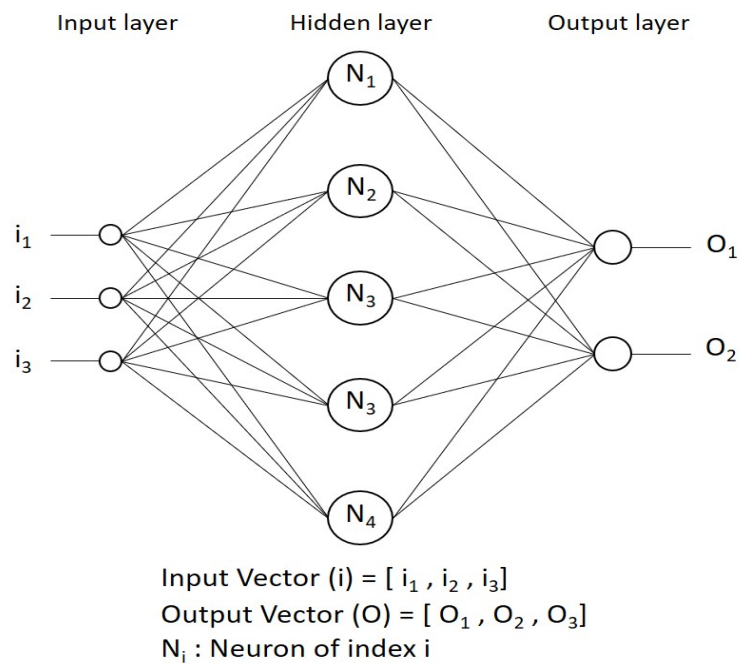 Input layer Hidden layer Output layer
N₁
N₂
i₁
O₁
i₂
N₃
O₂
i₃
N₃
N₄
Input Vector (i) = [ i₁ , i₂ , i₃]
Output Vector (O) = [ O₁ , O₂ , O₃]
Nᵢ : Neuron of index i